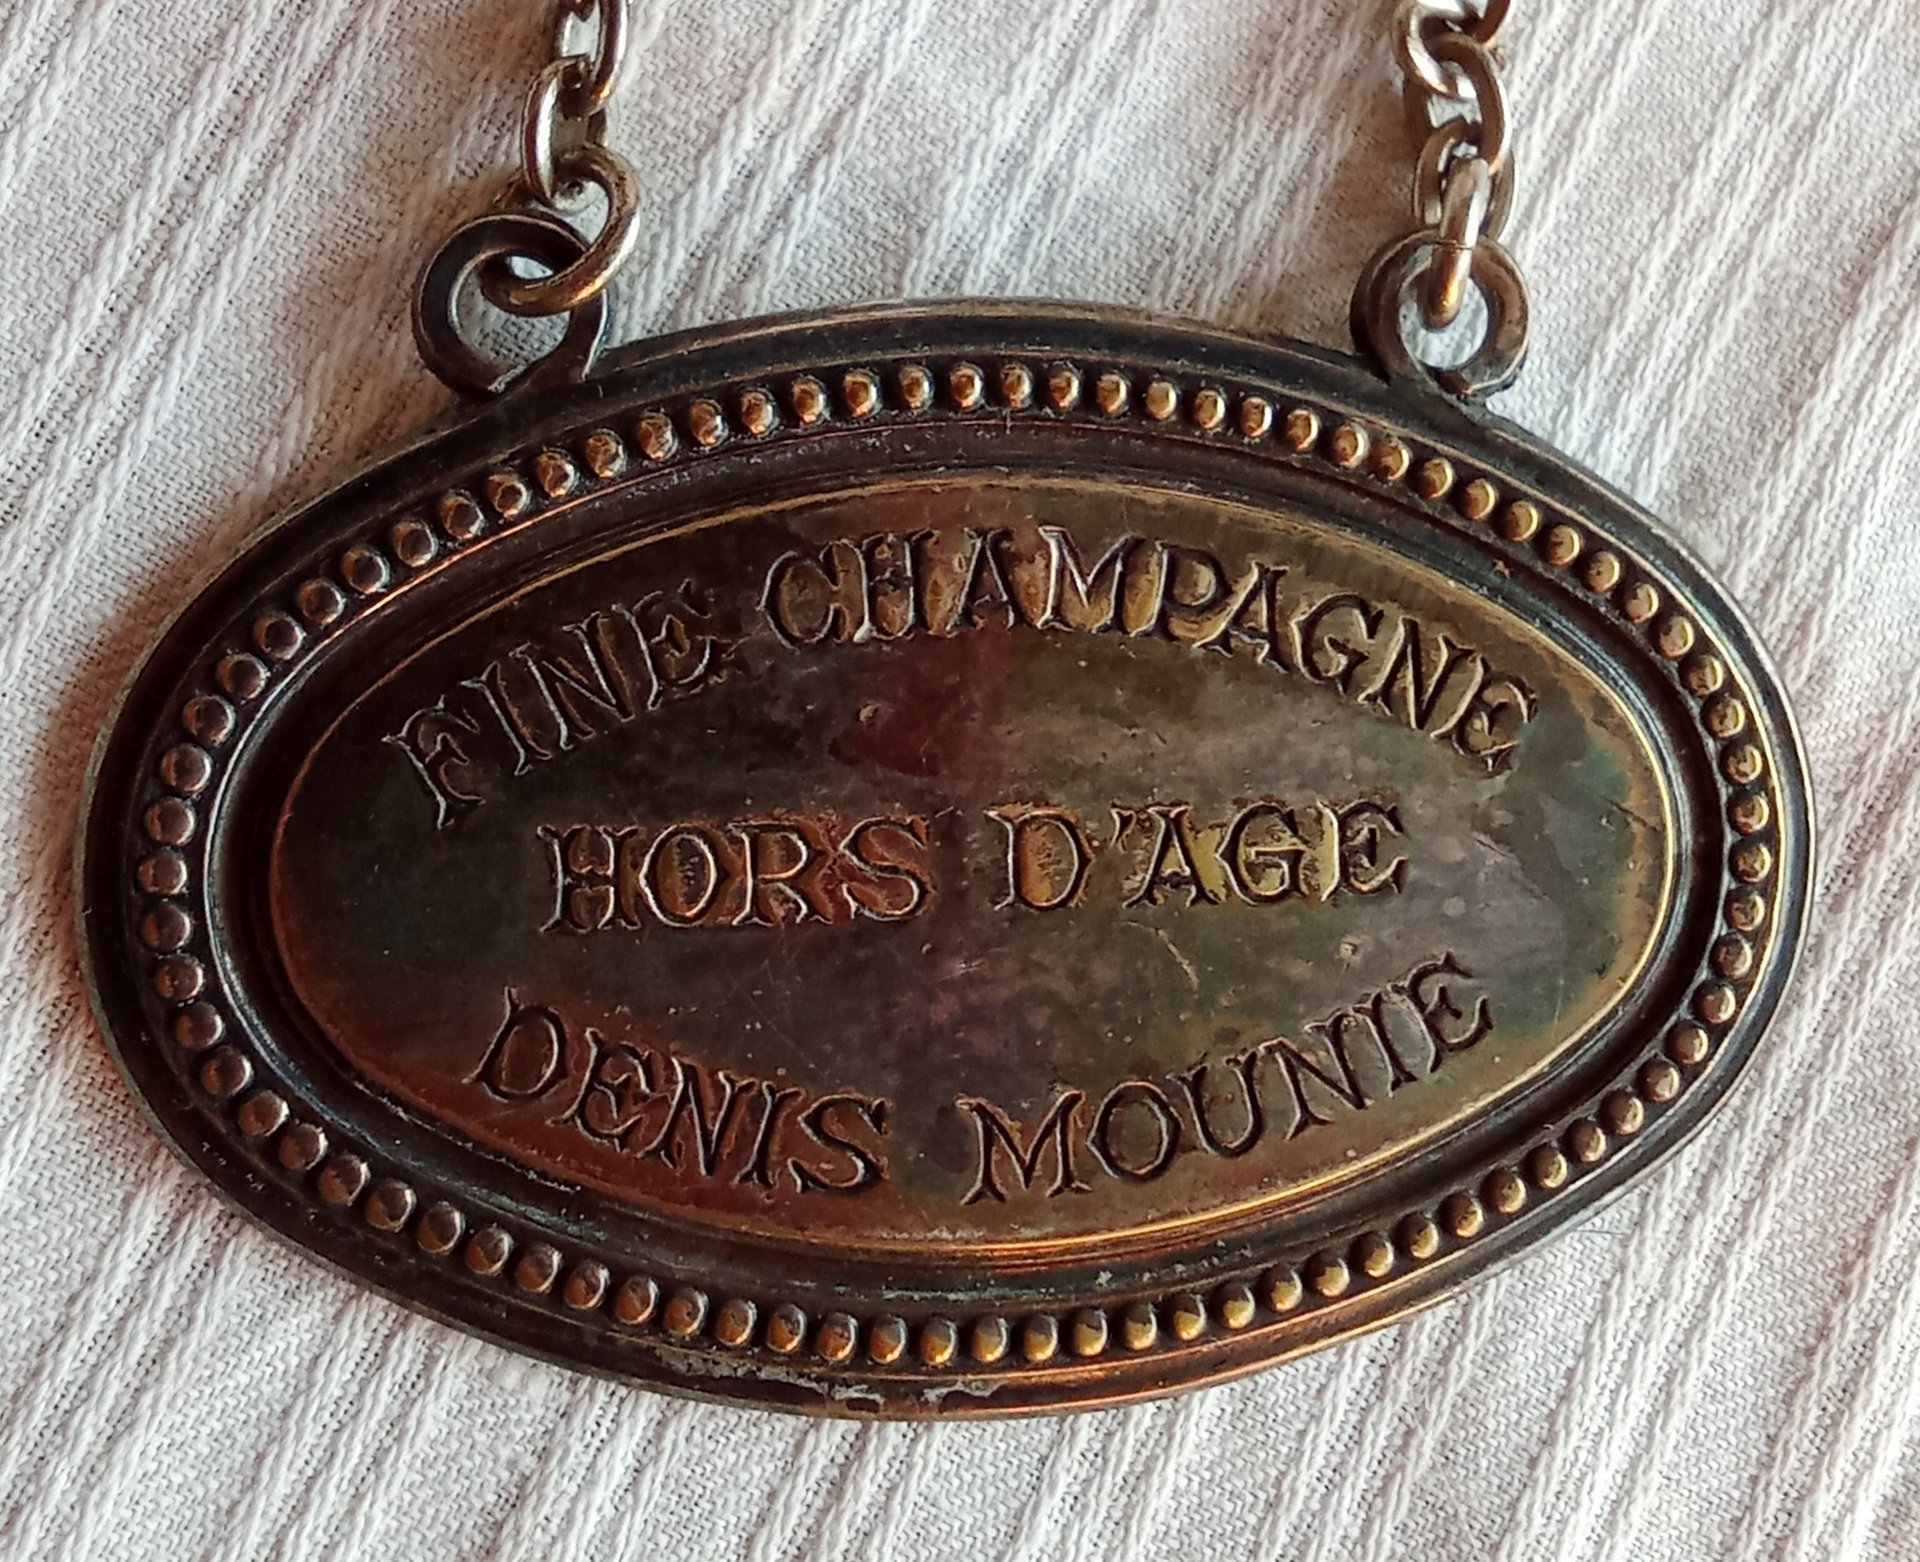 FINE CHAMPAGNE
HORS D'AGE
DENIS MOUNIE